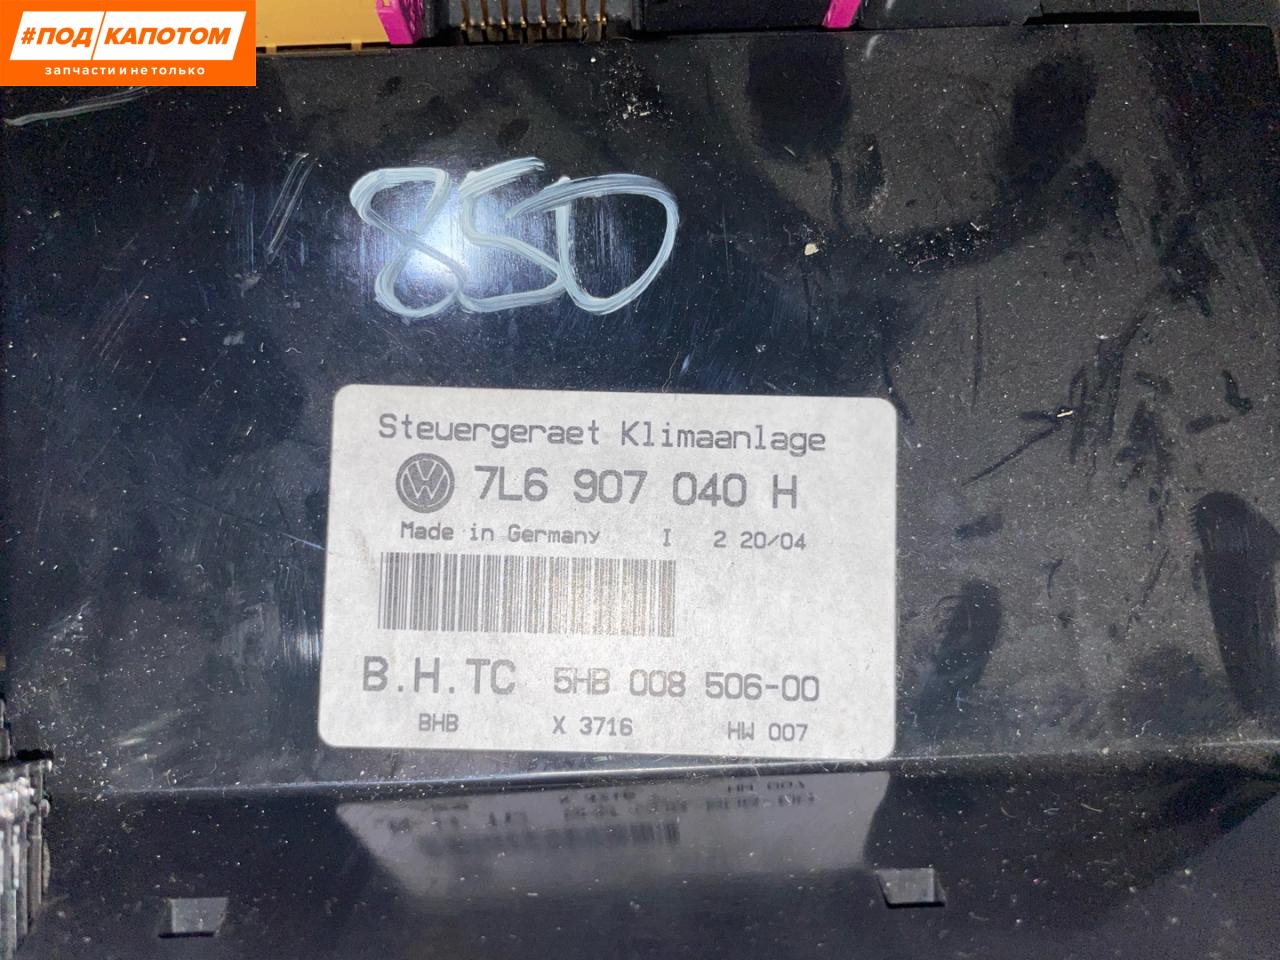 #ПОД КАПОТОМ
запчасти и не только
850
Steuergeraet Klimaanlage
7L6 907 040 H
Made in Germany I 2 20/04
B.H.TC 5HB 008 506-00
BHB X 3716 HW 007